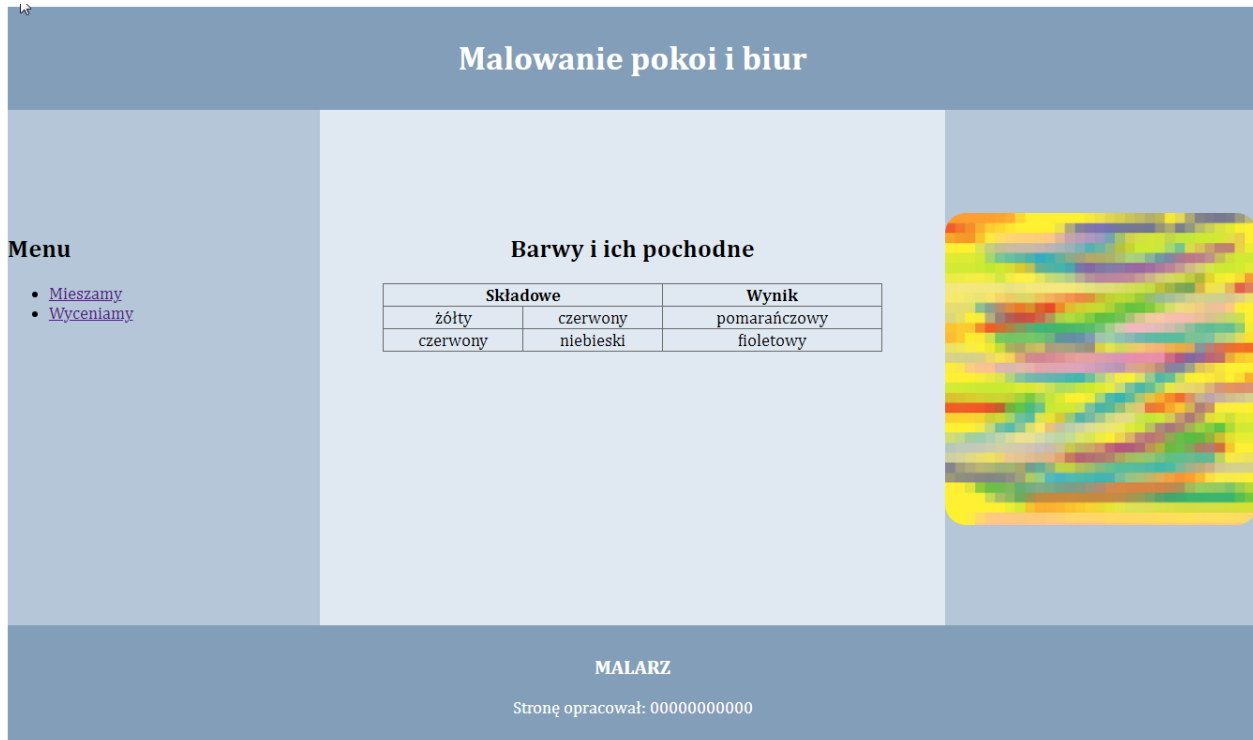 Malowanie pokoi i biur
Menu
Mieszamy
Wyceniamy
Barwy i ich pochodne
Składowe Wynik
żółty czerwony pomarańczowy
czerwony niebieski fioletowy
MALARZ
Stronę opracował: 00000000000